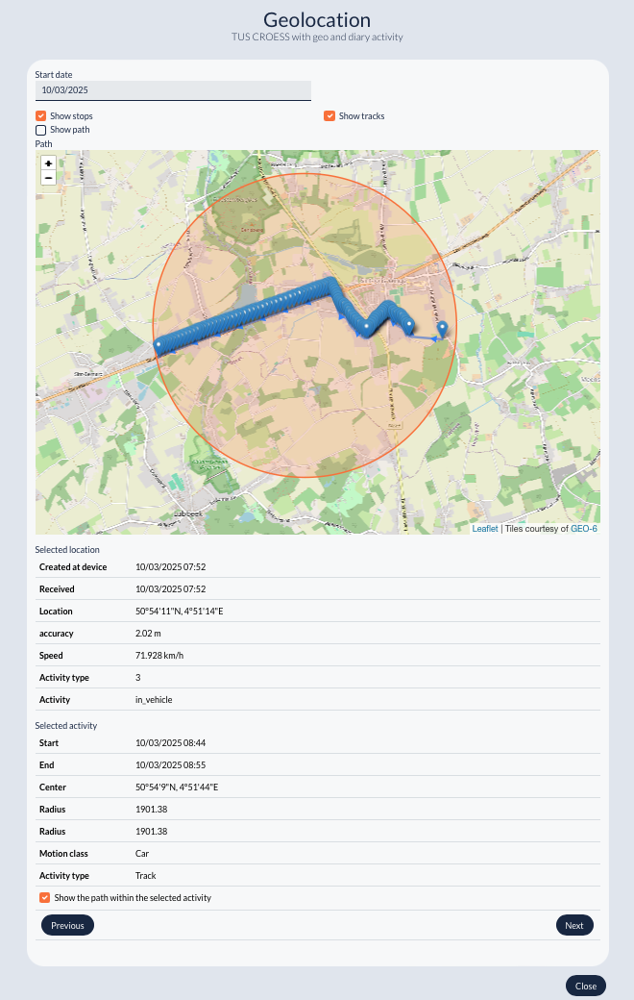 Geolocation
TUS CROESS with geo and diary activity
Start date
10/03/2025
Show stops
Show tracks
Show path
Path
+
−
Lubbeek
Leaflet | Tiles courtesy of GEO-6
Selected location
Created at device 10/03/2025 07:52
Received 10/03/2025 07:52
Location 50°54'11"N, 4°51'14"E
accuracy 2.02 m
Speed 71.928 km/h
Activity type 3
Activity in_vehicle
Selected activity
Start 10/03/2025 08:44
End 10/03/2025 08:55
Center 50°54'9"N, 4°51'44"E
Radius 1901.38
Radius 1901.38
Motion class Car
Activity type Track
Show the path within the selected activity
Previous
Next
Close